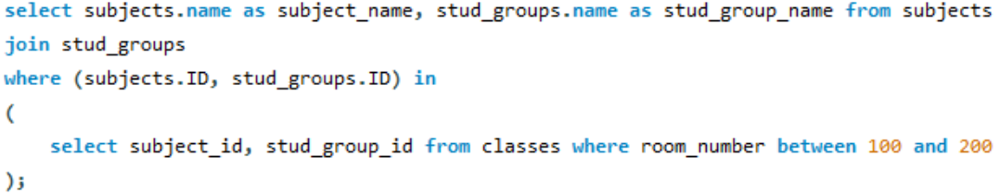 select subjects.name as subject_name, stud_groups.name as stud_group_name from subjects
join stud_groups
where (subjects.ID, stud_groups.ID) in
(
    select subject_id, stud_group_id from classes where room_number between 100 and 200
);